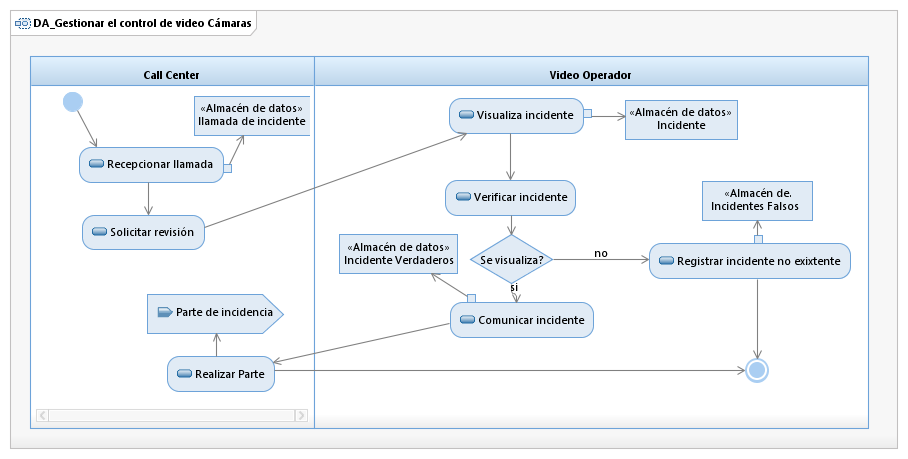 DA_Gestionar el control de video Cámaras
Call Center
Video Operador
«Almacén de datos»
llamada de incidente
Recepcionar llamada
Solicitar revisión
Visualiza incidente
«Almacén de datos»
Incidente
Verificar incidente
«Almacén de.
Incidentes Falsos
«Almacén de datos»
Incidente Verdaderos
Se visualiza?
no
Registrar incidente no exixtente
si
Comunicar incidente
Parte de incidencia
Realizar Parte